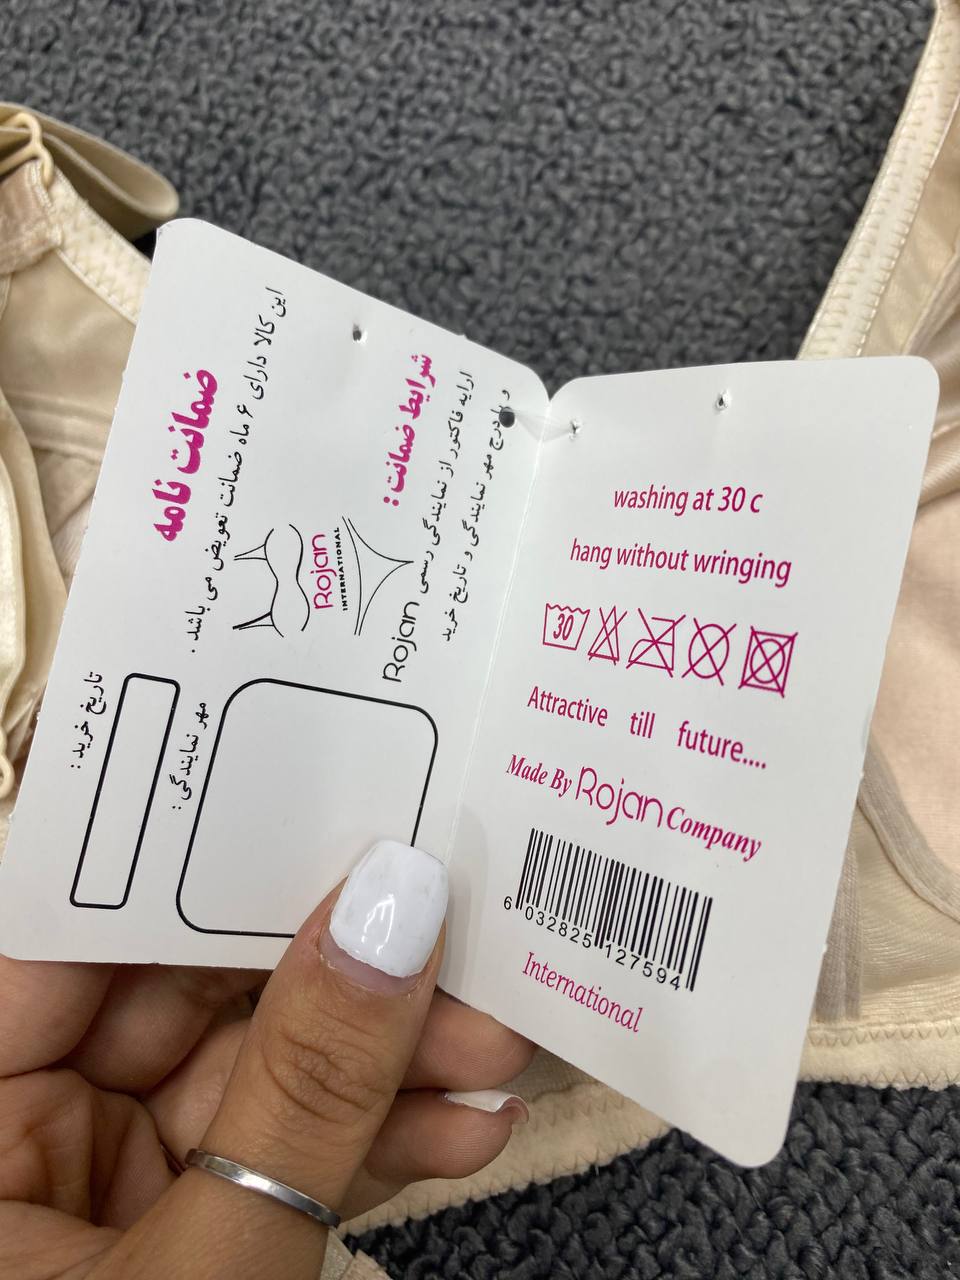 ضمانت نامه
این کالا دارای ۶ ماه ضمانت تعویض می باشد .
Rojan
INTERNATIONAL
شرایط ضمانت :
ارایه فاکتور از نمایندگی رسمی Rojan
و یا درج مهر نمایندگی و تاریخ خرید
تاریخ خرید :
مهر نمایندگی :
washing at 30 c
hang without wringing
30
Attractive till future....
Made By Rojan Company
6 032825 127594
International